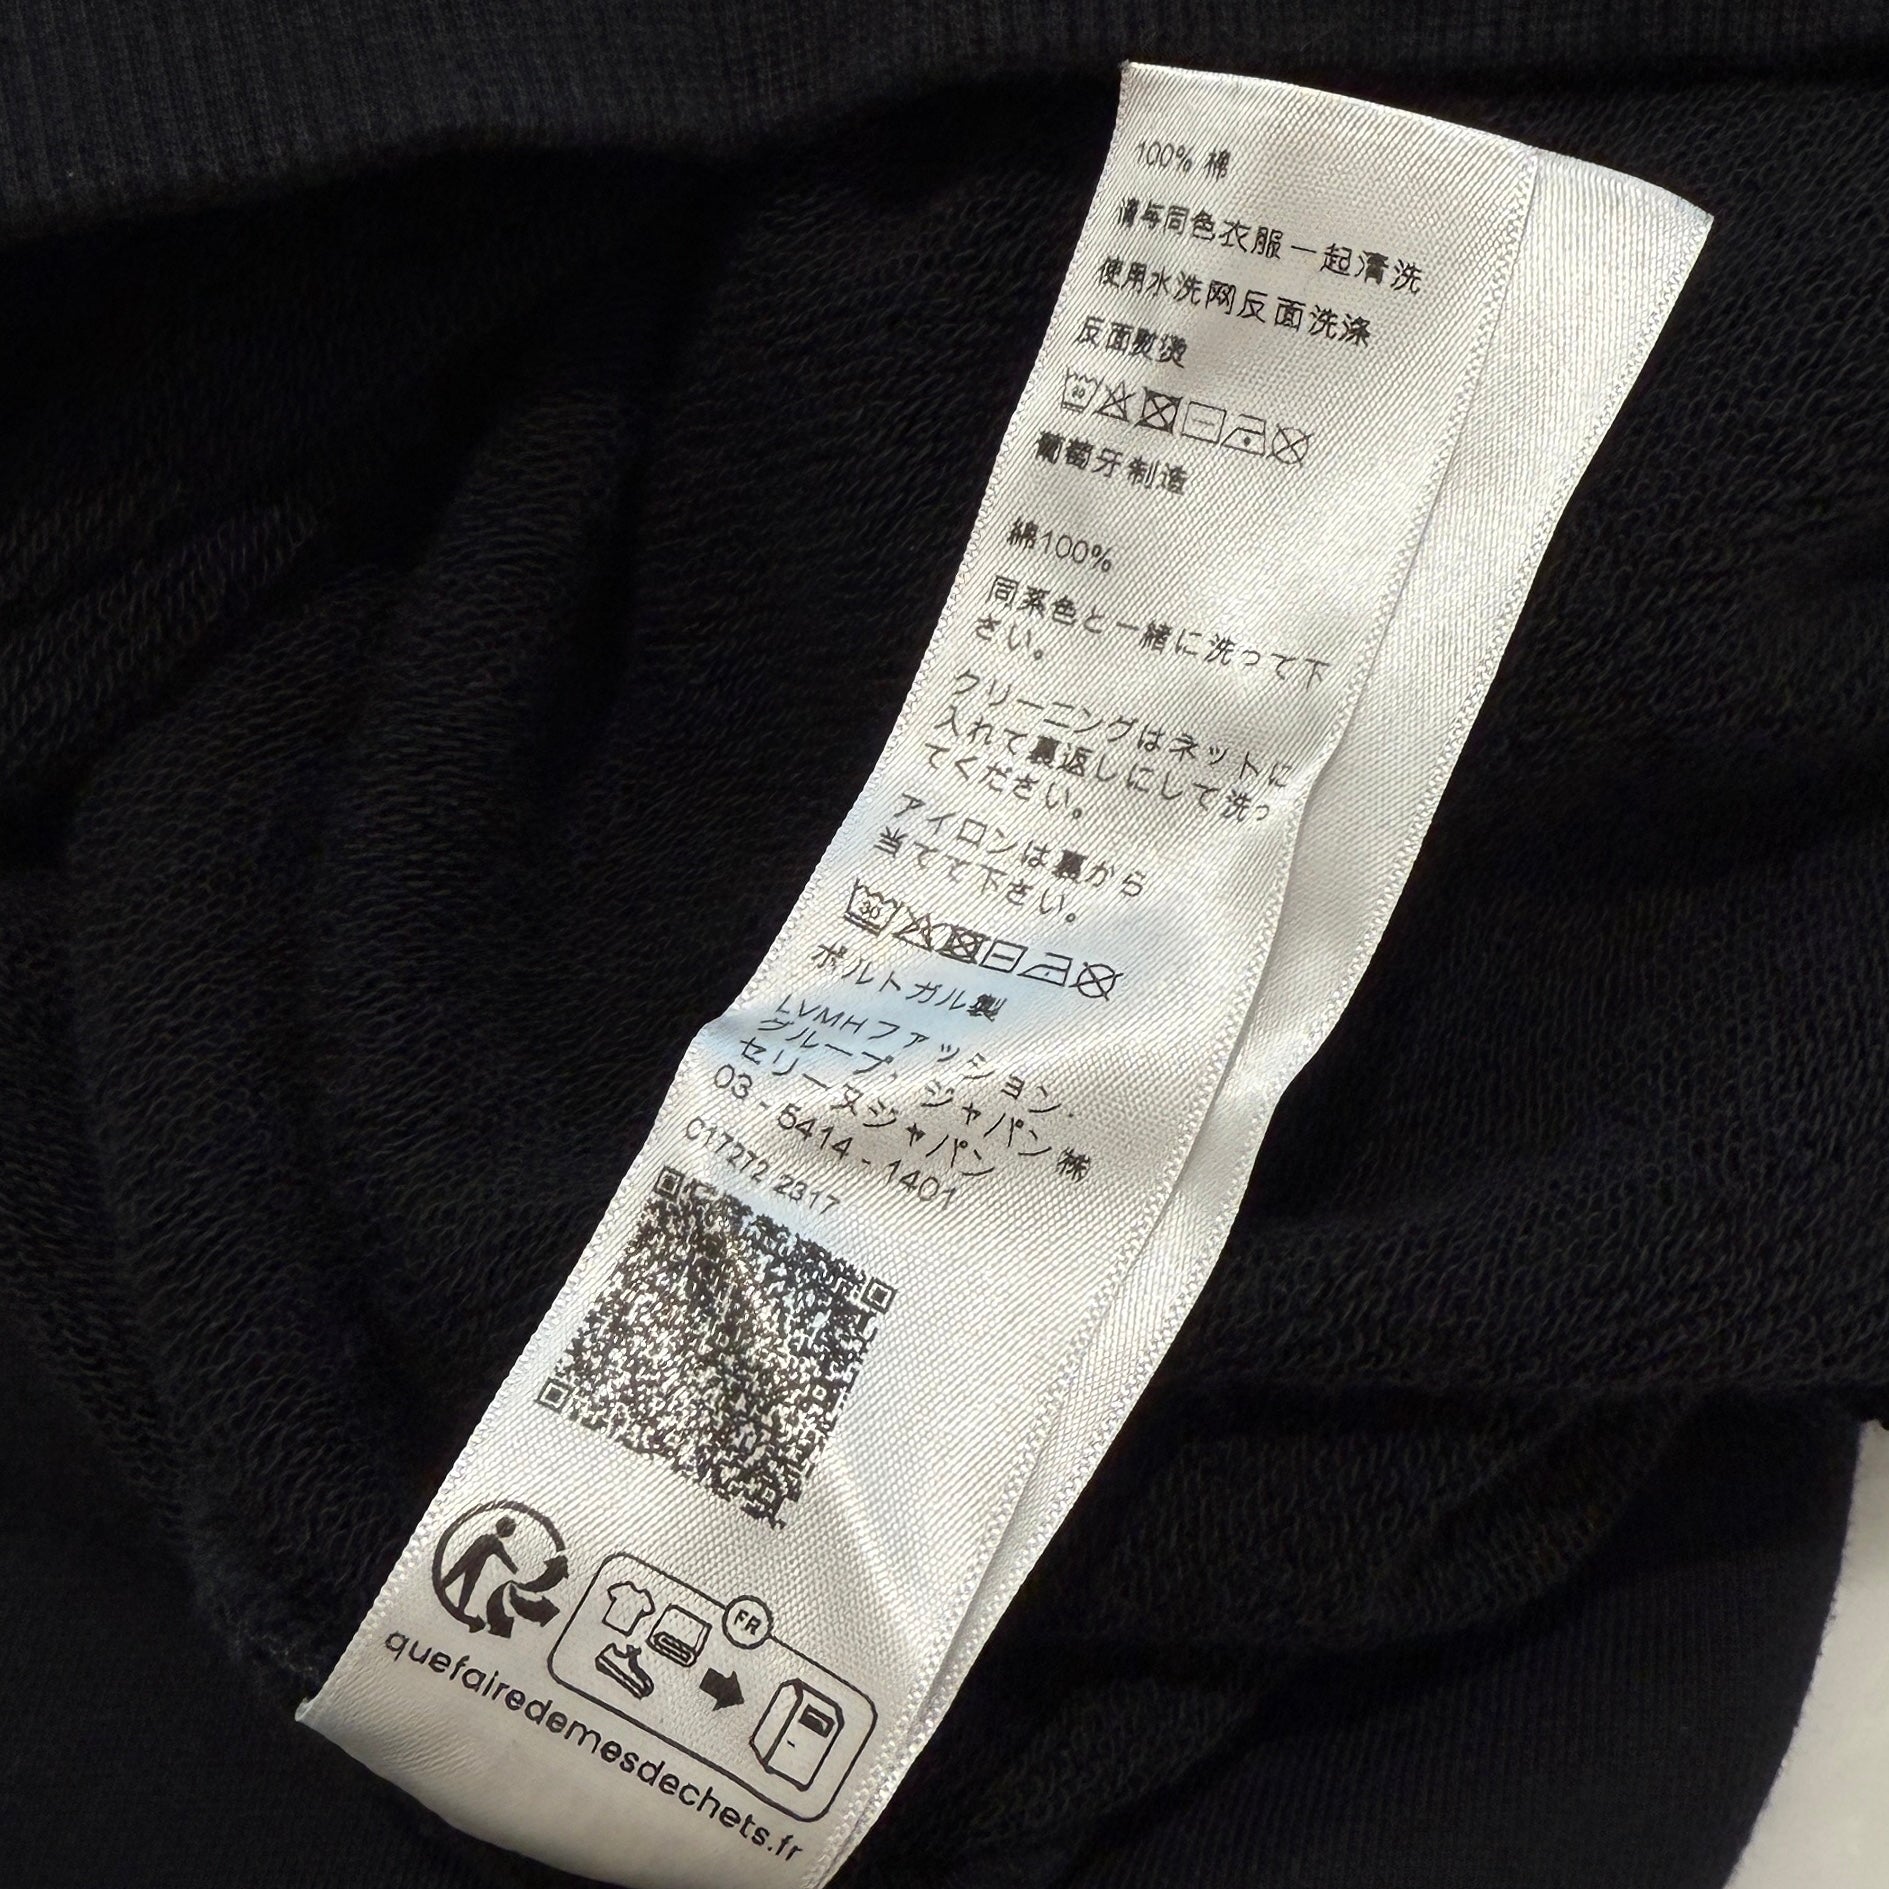 100% 棉
请与同色衣服一起清洗
使用水洗网反面洗涤
反面熨烫
30
葡萄牙制造
綿100%
同系色と一緒に洗って下
さい。
クリーニングはネットに
入れて裏返しにして洗っ
てください。
アイロンは裏から
当てて下さい。
30
ポルトガル製
LVMHファッション・
グループ・ジャパン㈱
セリーヌジャパン
03-5414-1401
C17272 2317
FR
quefairedemesdechets.fr